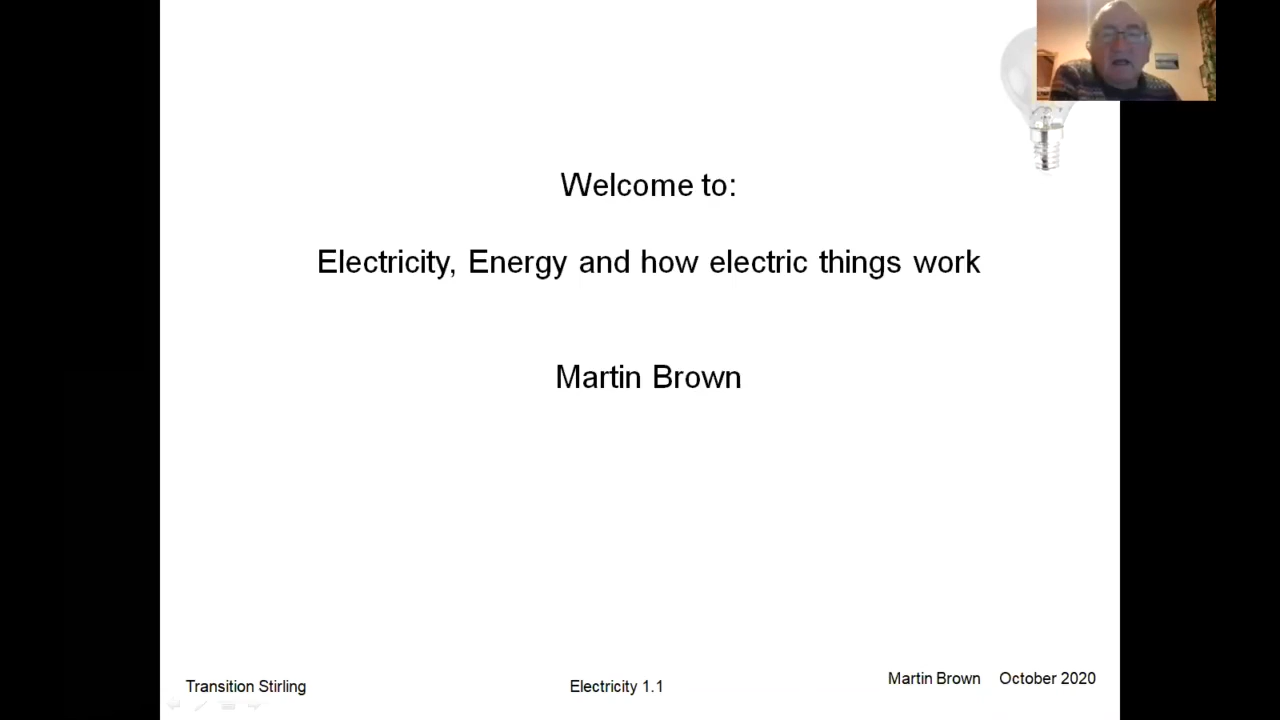 Welcome to:
Electricity, Energy and how electric things work
Martin Brown
Transition Stirling
Electricity 1.1
Martin Brown October 2020